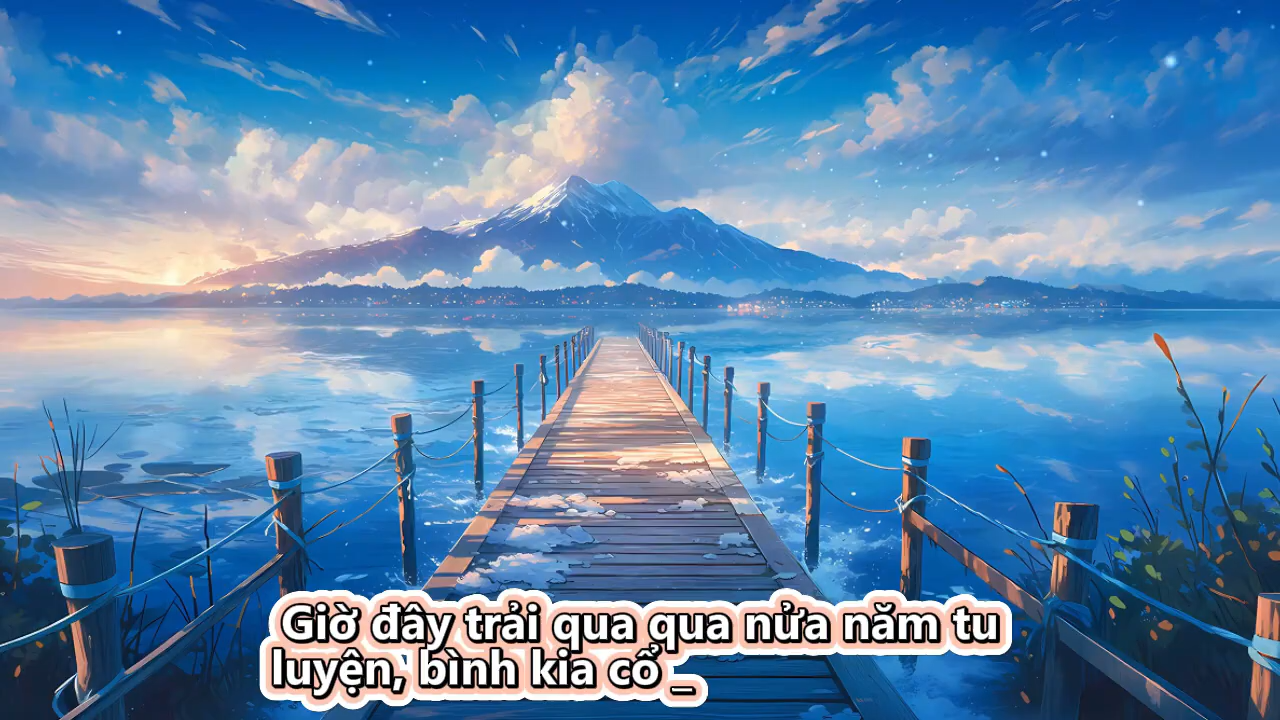 Giờ đây trải qua qua nửa năm tu
luyện, bình kia cổ _